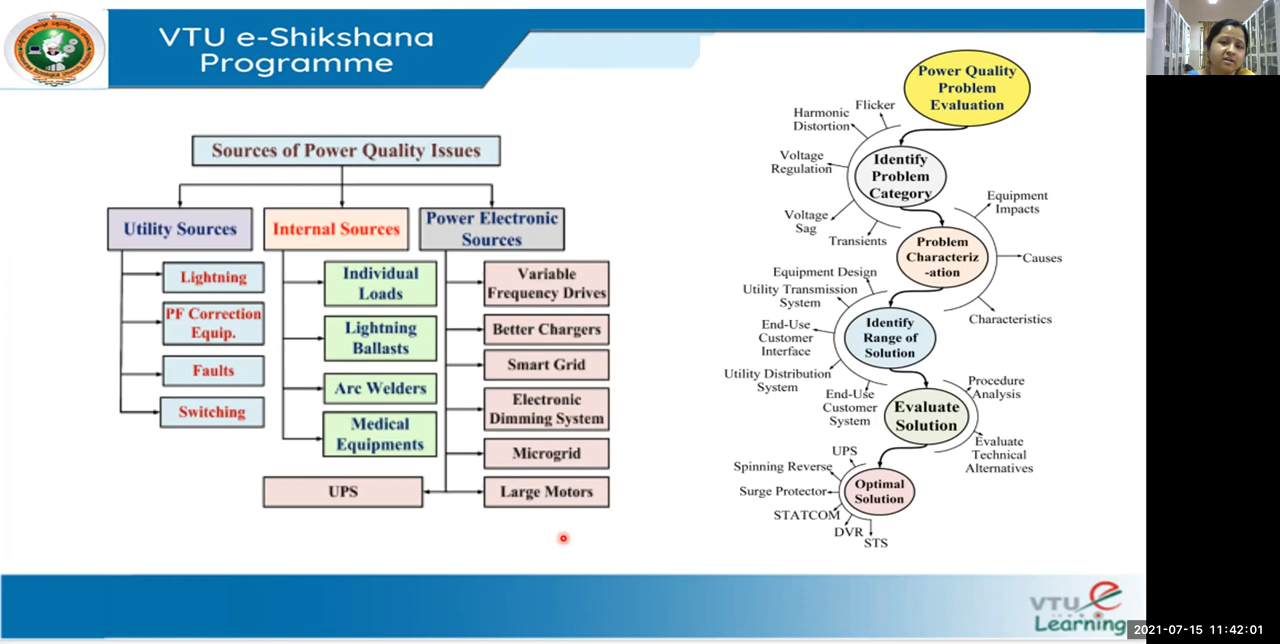 VTU e-Shikshana
Programme
Sources of Power Quality Issues
Utility Sources
Lightning
PF Correction
Equip.
Faults
Switching
Internal Sources
Individual
Loads
Lightning
Ballasts
Arc Welders
Medical
Equipments
Power Electronic
Sources
Variable
Frequency Drives
Better Chargers
Smart Grid
Electronic
Dimming System
Microgrid
Large Motors
UPS
Power Quality
Problem
Evaluation
Flicker
Harmonic
Distortion
Voltage
Regulation
Voltage
Sag
Transients
Identify
Problem
Category
Equipment
Impacts
Causes
Characteristics
Problem
Characteriz
-ation
Equipment Design
Utility Transmission
System
End-Use
Customer
Interface
Utility Distribution
System
End-Use
Customer
System
Identify
Range of
Solution
Procedure
Analysis
Evaluate
Technical
Alternatives
Evaluate
Solution
UPS
Spinning Reverse
Surge Protector
STATCOM
DVR
STS
Optimal
Solution
VTU e
Learning
2021-07-15 11:42:01